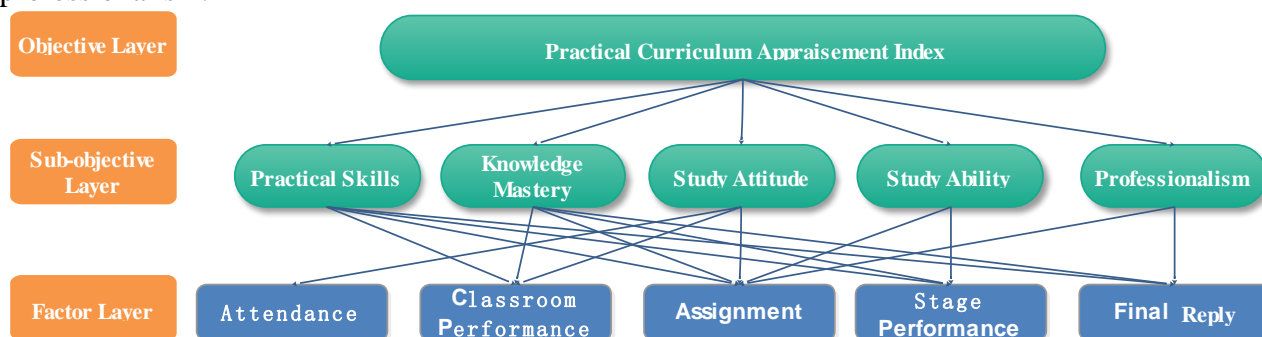 Objective Layer
Practical Curriculum Appraisement Index
Sub-objective
Layer
Practical Skills
Knowledge
Mastery
Study Attitude
Study Ability
Professionalism
Factor Layer
Attendance
Classroom
Performance
Assignment
Stage
Performance
Final Reply